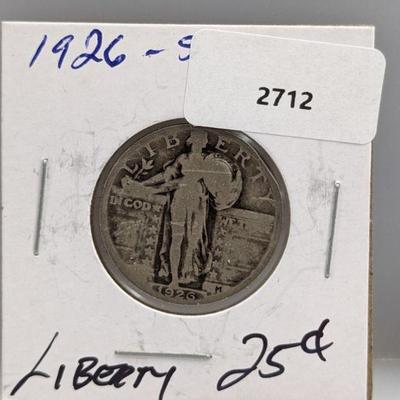 1926-S
2712
LIBERTY
IN GOD WE
1926 M
LIBERTY 25¢